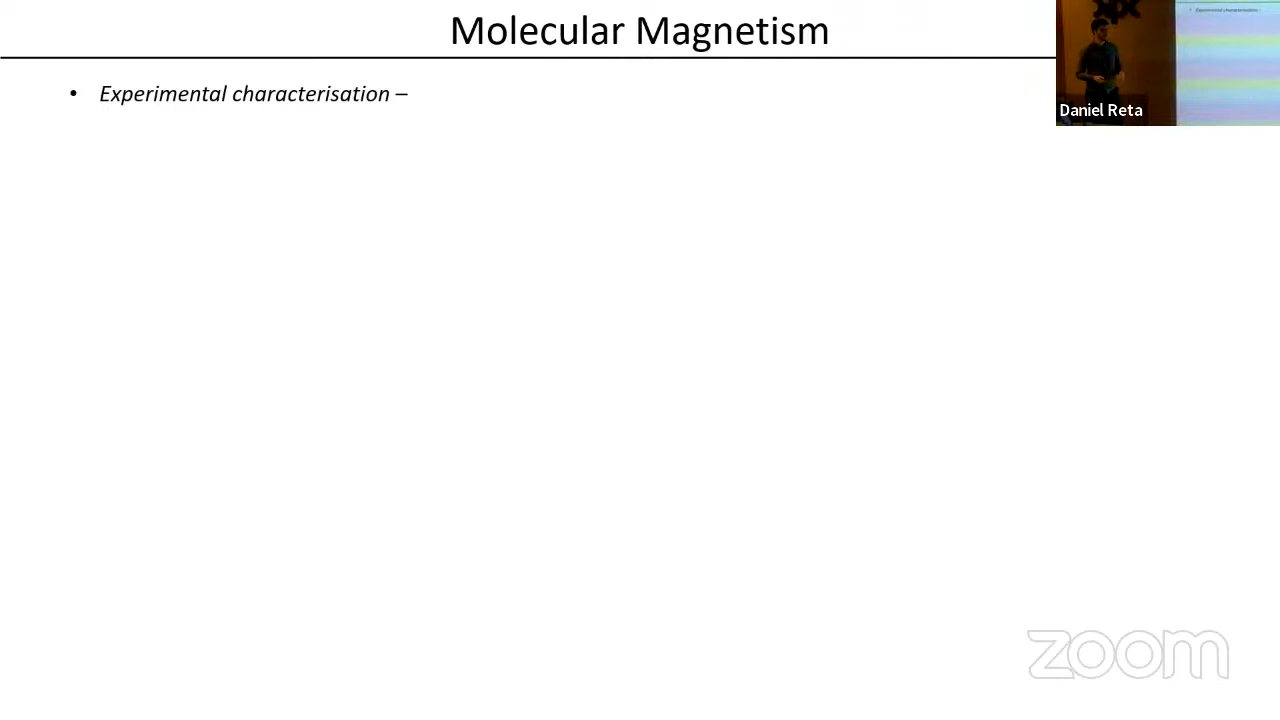 Molecular Magnetism
• Experimental characterisation –
Daniel Reta
zoom